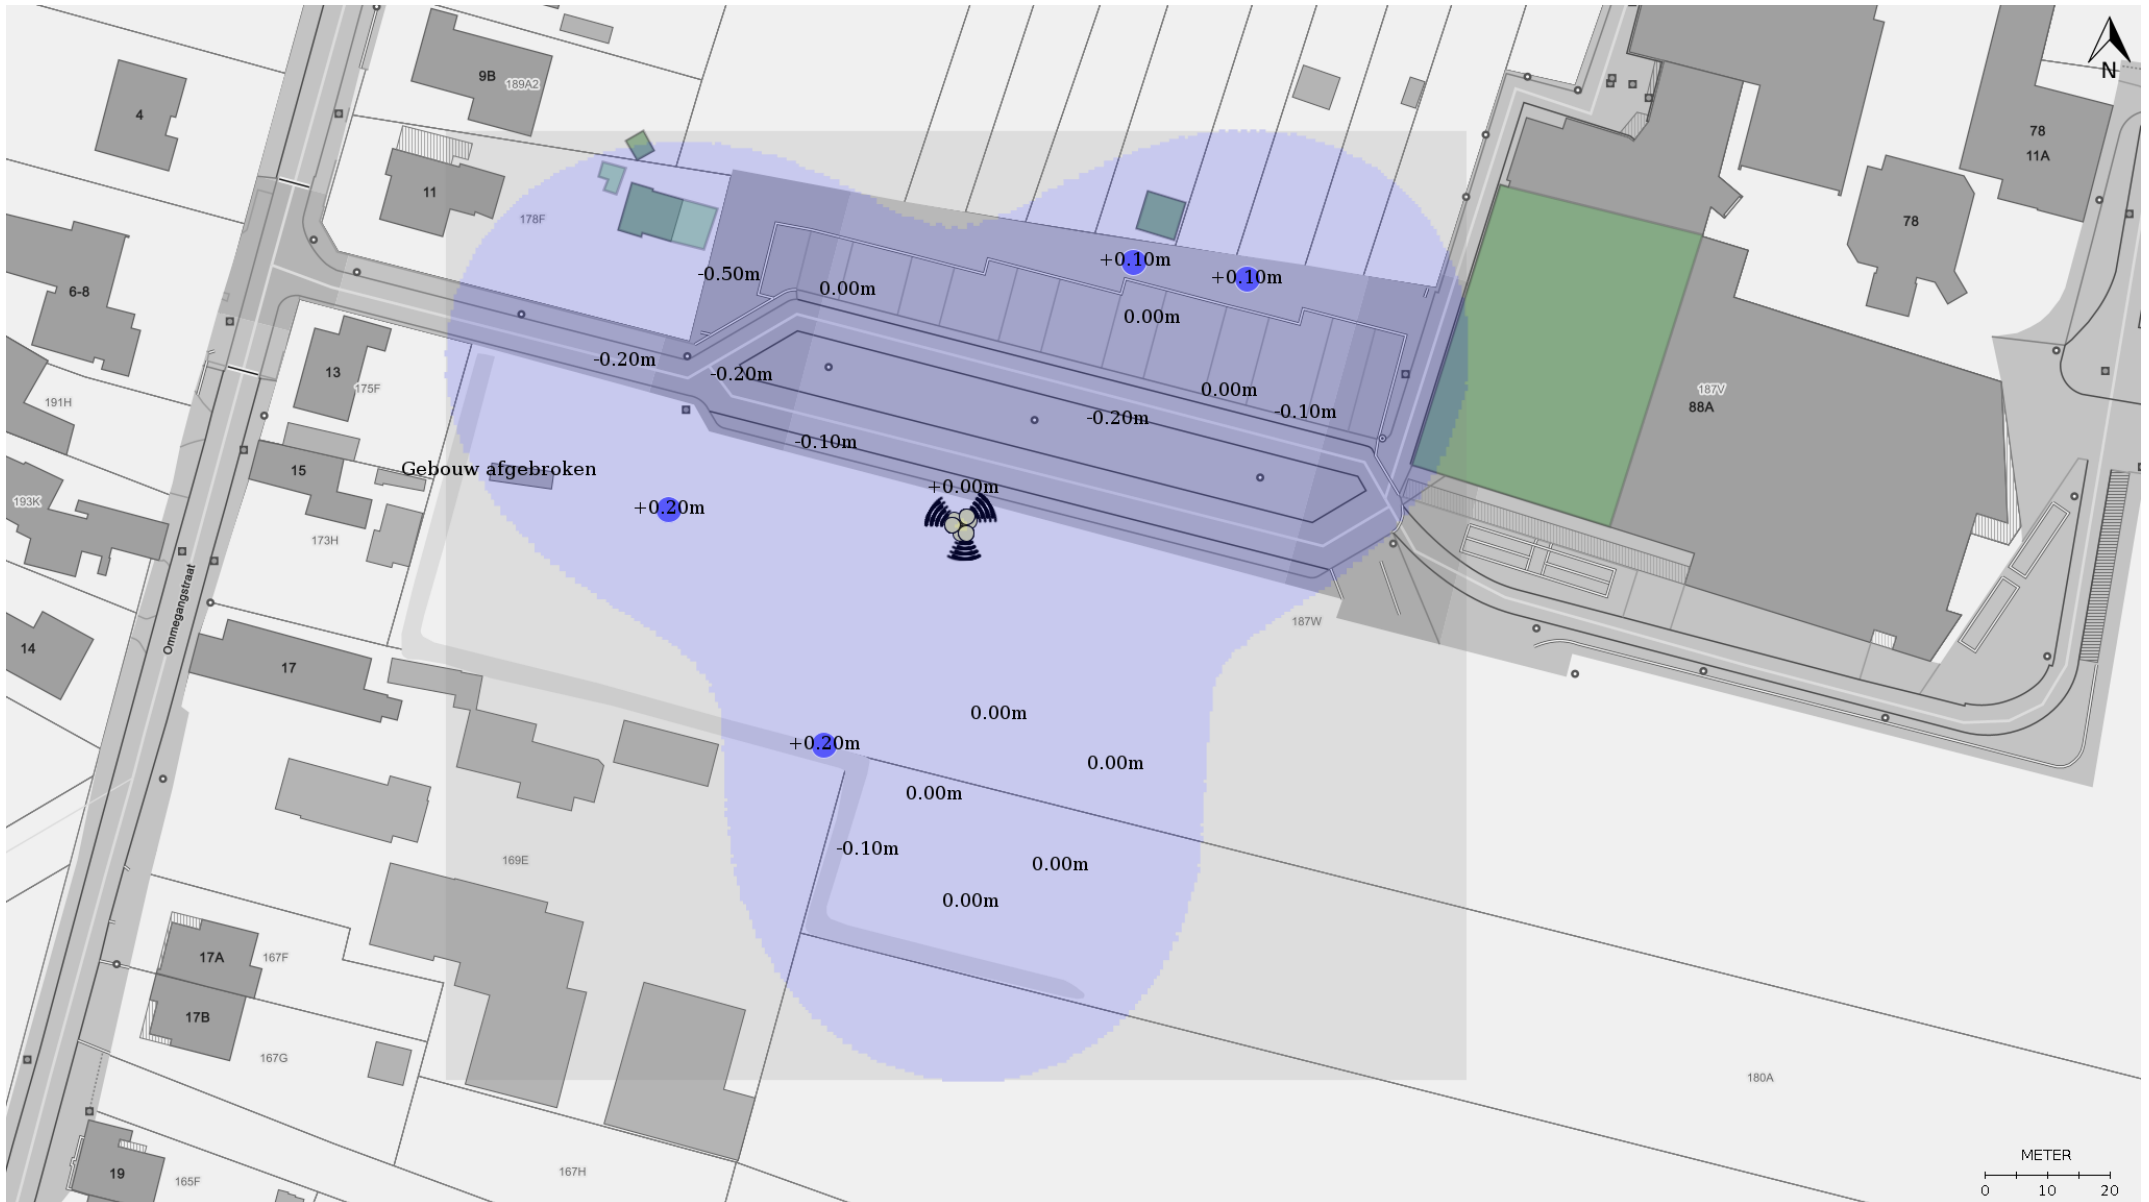 N
9B
189A2
4
78
11A
11
178F
78
+0.10m
-0.50m
+0.10m
0.00m
6-8
0.00m
-0.20m
13
-0.20m
175F
187V
0.00m
191H
88A
-0.10m
-0.20m
-0.10m
15
Gebouw afgebroken
+0.00m
193K
+0.20m
173H
Ommegangstraat
187W
14
17
0.00m
+0.20m
0.00m
0.00m
-0.10m
169E
0.00m
0.00m
17A
167F
17B
167G
180A
METER
0 10 20
167H
19
165F